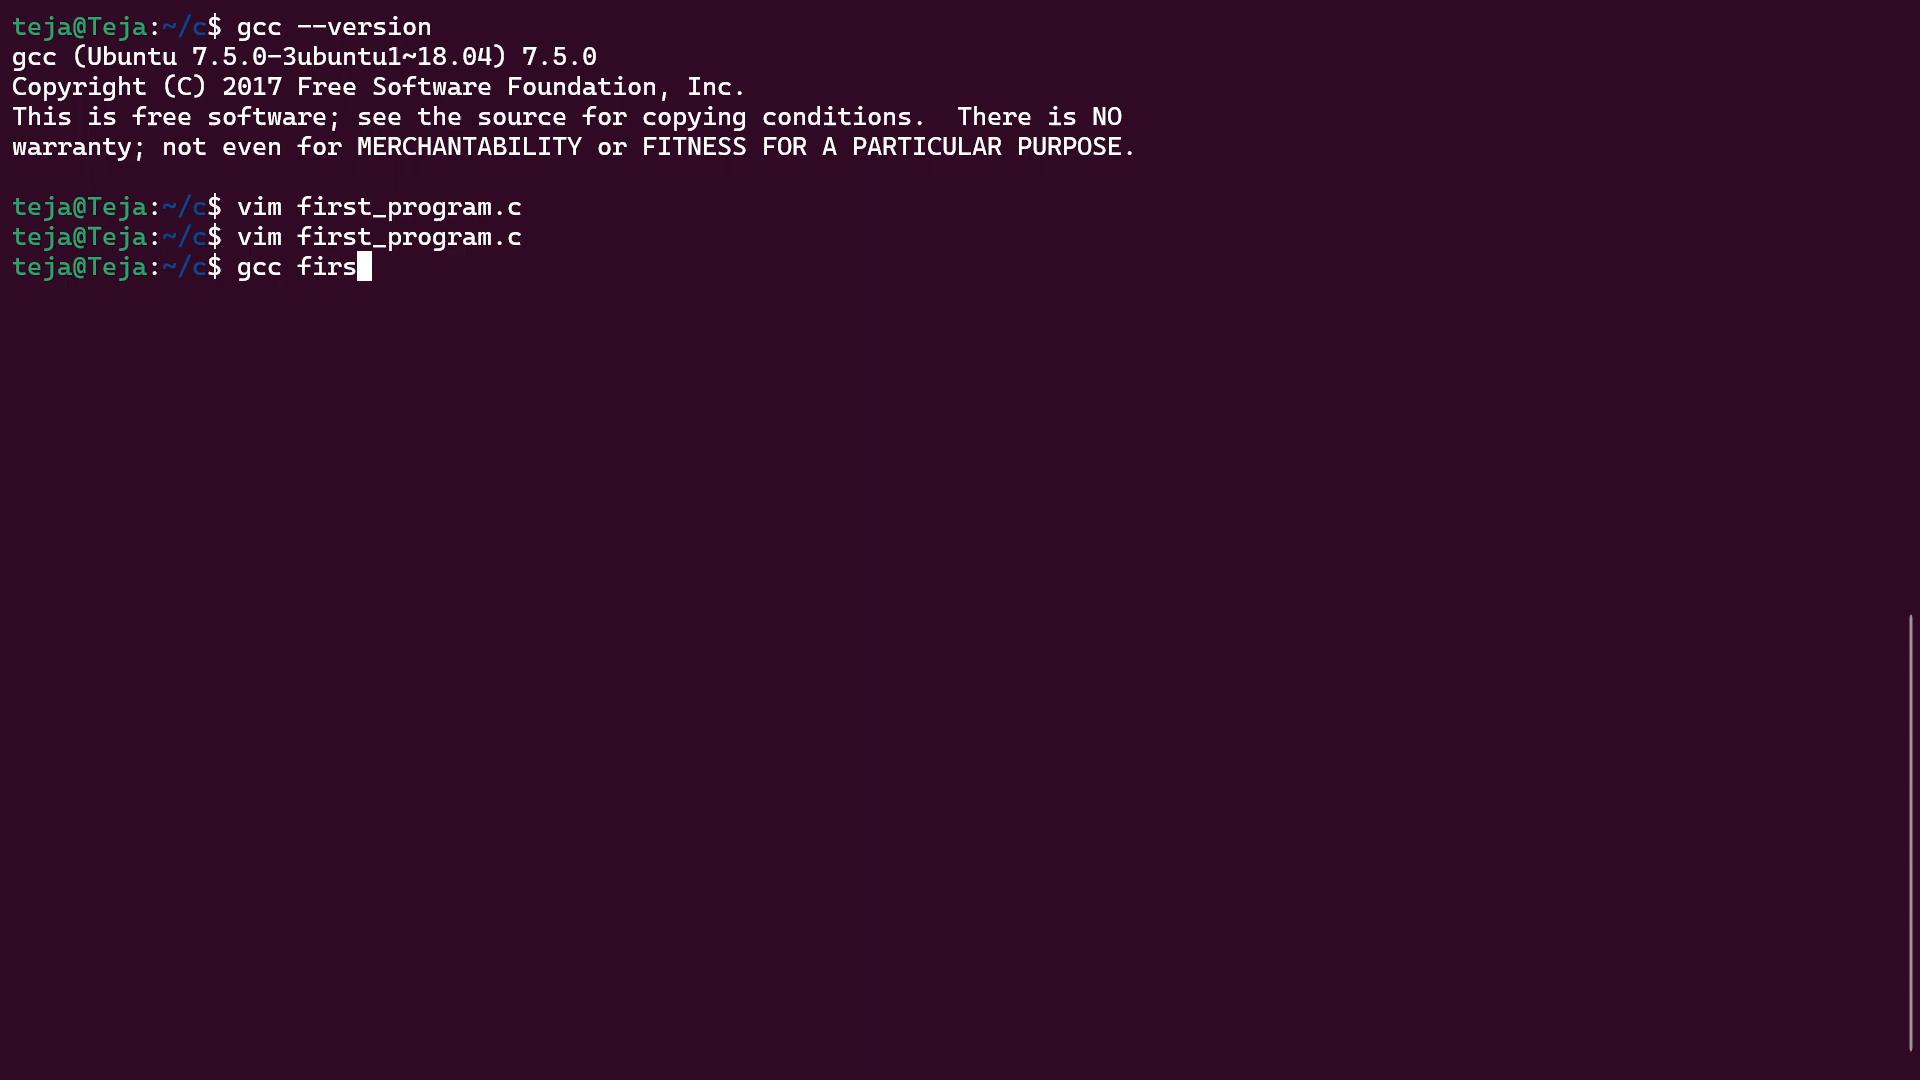 teja@Teja:~/c$ gcc --version
gcc (Ubuntu 7.5.0-3ubuntu1~18.04) 7.5.0
Copyright (C) 2017 Free Software Foundation, Inc.
This is free software; see the source for copying conditions.  There is NO
warranty; not even for MERCHANTABILITY or FITNESS FOR A PARTICULAR PURPOSE.
teja@Teja:~/c$ vim first_program.c
teja@Teja:~/c$ vim first_program.c
teja@Teja:~/c$ gcc firs